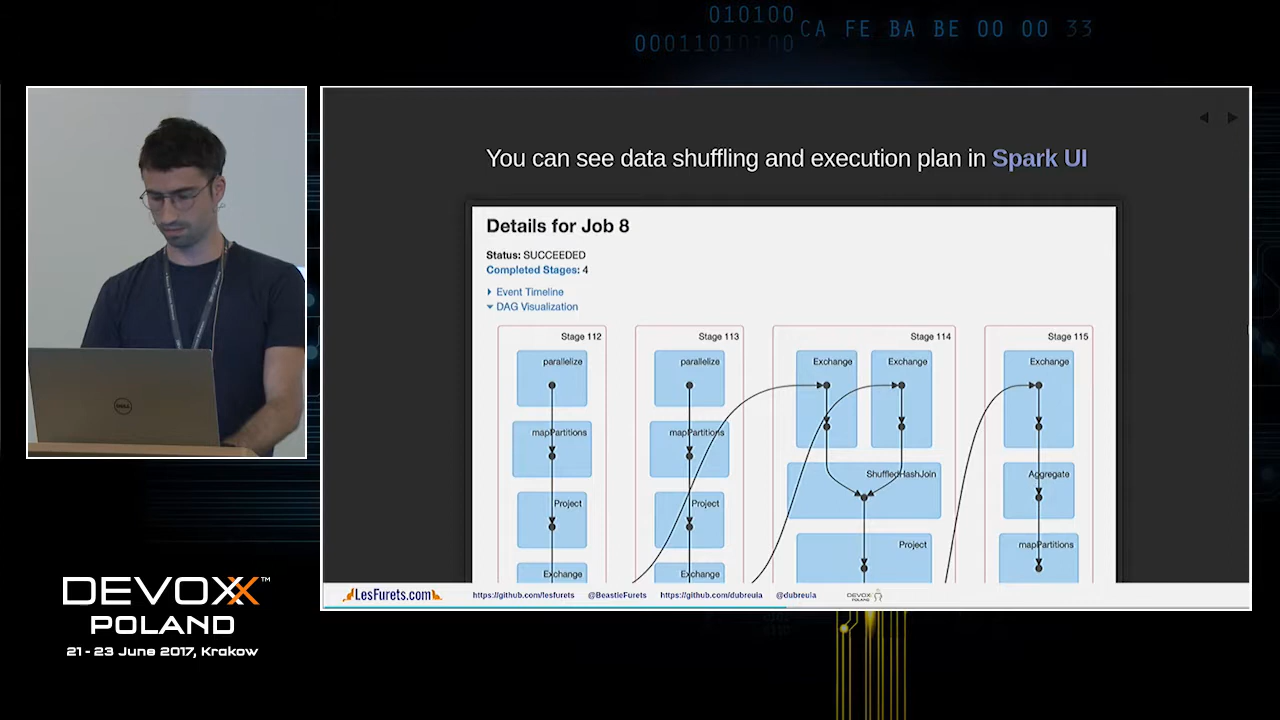 010100
00011010100
CA FE BA BE 00 00 33
You can see data shuffling and execution plan in Spark UI
Details for Job 8
Status: SUCCEEDED
Completed Stages: 4
Event Timeline
DAG Visualization
Stage 112
parallelize
mapPartitions
Project
Exchange
Stage 113
parallelize
mapPartitions
Project
Exchange
Stage 114
Exchange
Exchange
ShuffledHashJoin
Project
Stage 115
Exchange
Aggregate
mapPartitions
DELL
LesFurets.com
https://github.com/lesfurets
@BeastieFurets
https://github.com/dubreuia
@dubreuia
DEVOXX
POLAND
DEVOXX™
POLAND
21 - 23 June 2017, Krakow